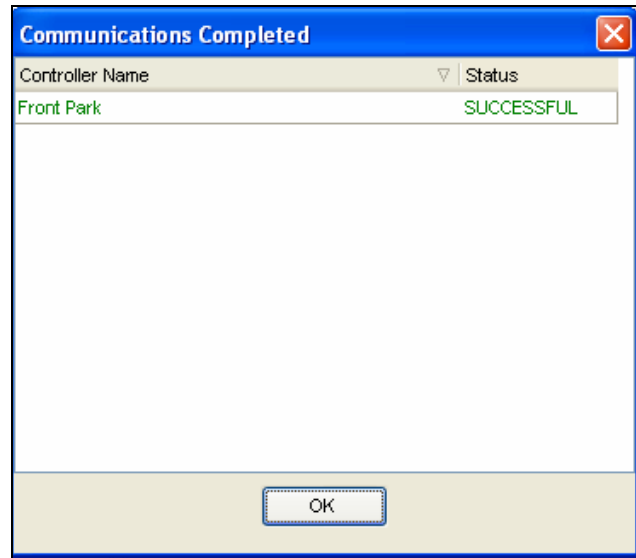 Communications Completed
Controller Name Status
Front Park SUCCESSFUL
OK